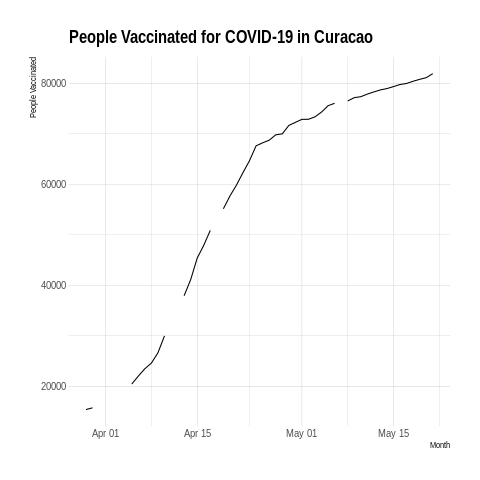 People Vaccinated for COVID-19 in Curacao
People Vaccinated
80000
60000
40000
20000
Apr 01
Apr 15
May 01
May 15
Month